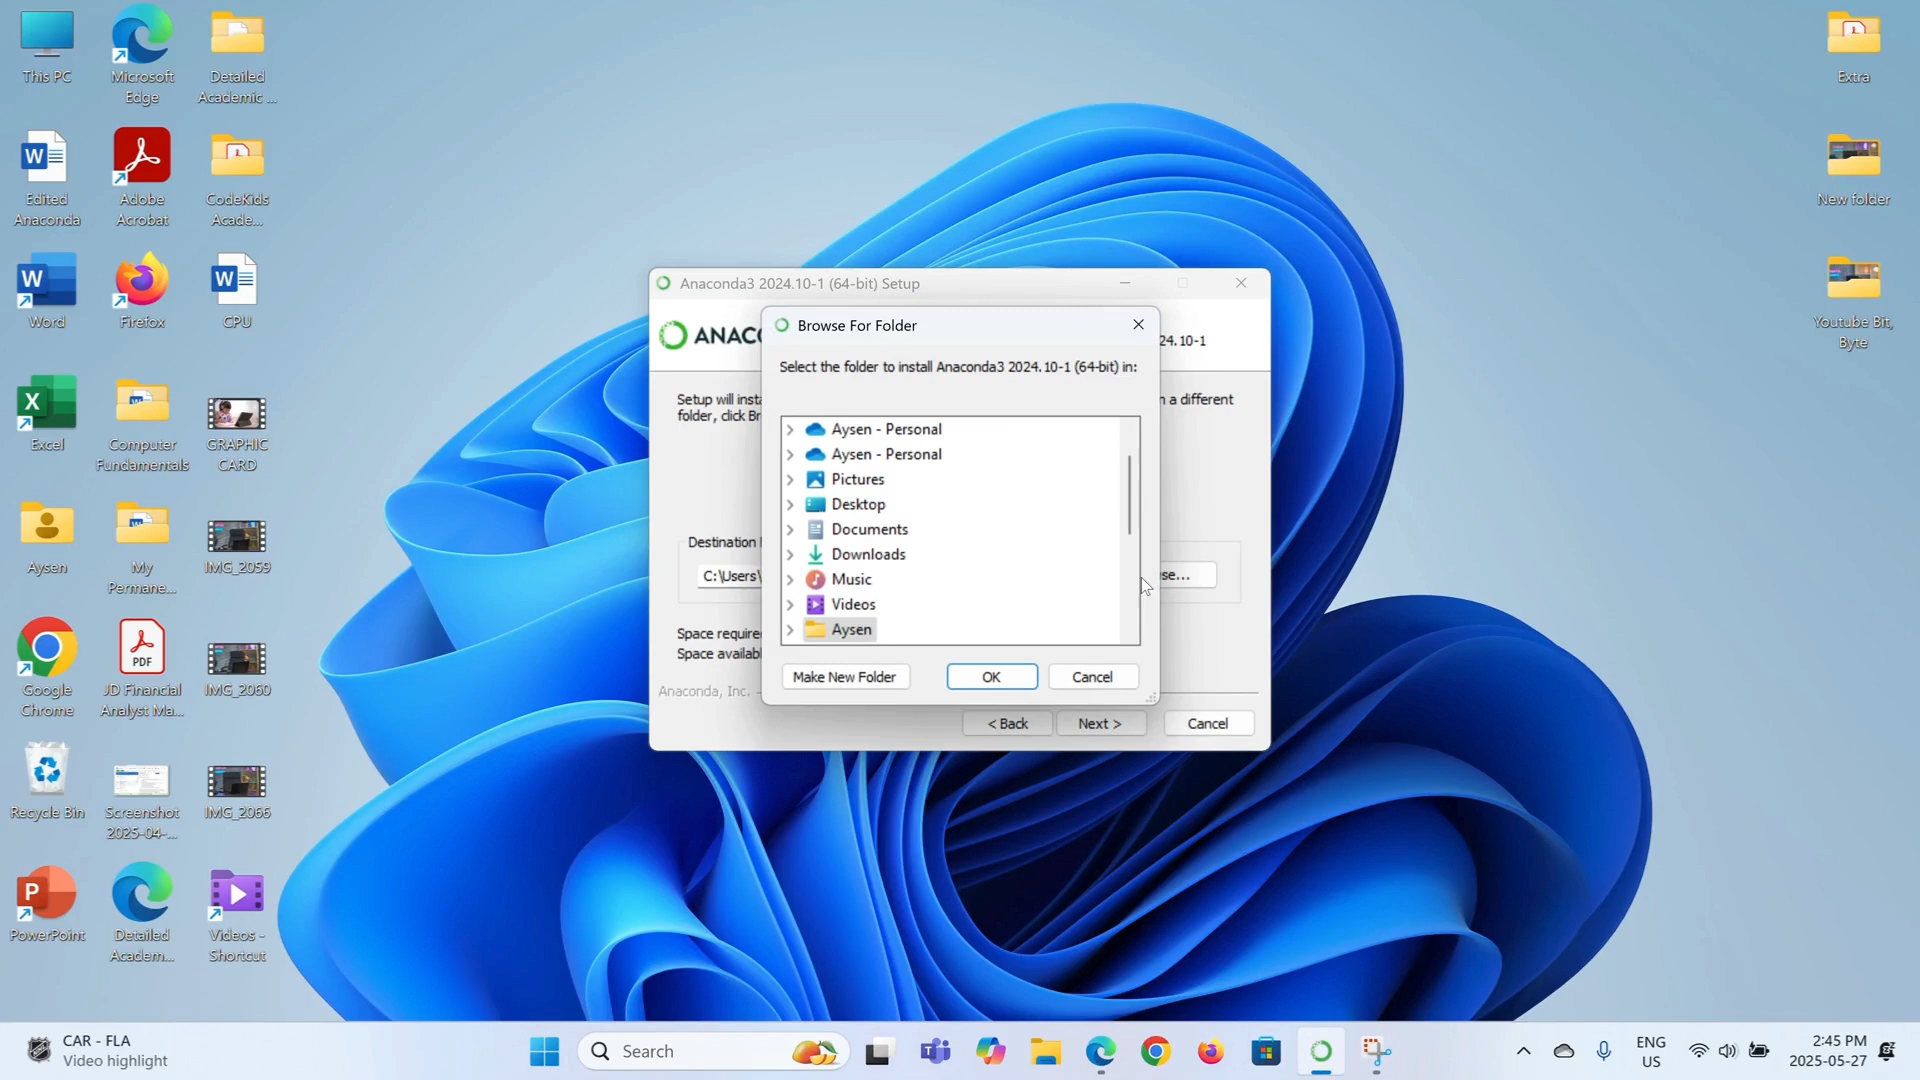 This PC
Microsoft
Edge
Detailed
Academic ...
Extra
Edited
Anaconda
Adobe
Acrobat
CodeKids
Acade...
New folder
Word
Firefox
CPU
Youtube Bit,
Byte
Excel
Computer
Fundamentals
GRAPHIC
CARD
Aysen
My
Permane...
IMG_2059
Google
Chrome
PDF
JD Financial
Analyst Ma...
IMG_2060
Recycle Bin
Screenshot
2025-04-...
IMG_2066
PowerPoint
Detailed
Academ...
Videos -
Shortcut
Anaconda3 2024.10-1 (64-bit) Setup
ANACO
24.10-1
Setup will insta
n a different
folder, click Br
Destination
C:\Users\
se...
Space require
Space availab
Anaconda, Inc.
< Back
Next >
Cancel
Browse For Folder
Select the folder to install Anaconda3 2024.10-1 (64-bit) in:
Aysen - Personal
Aysen - Personal
Pictures
Desktop
Documents
Downloads
Music
Videos
Aysen
Make New Folder
OK
Cancel
CAR - FLA
Video highlight
Search
ENG
US
2:45 PM
2025-05-27